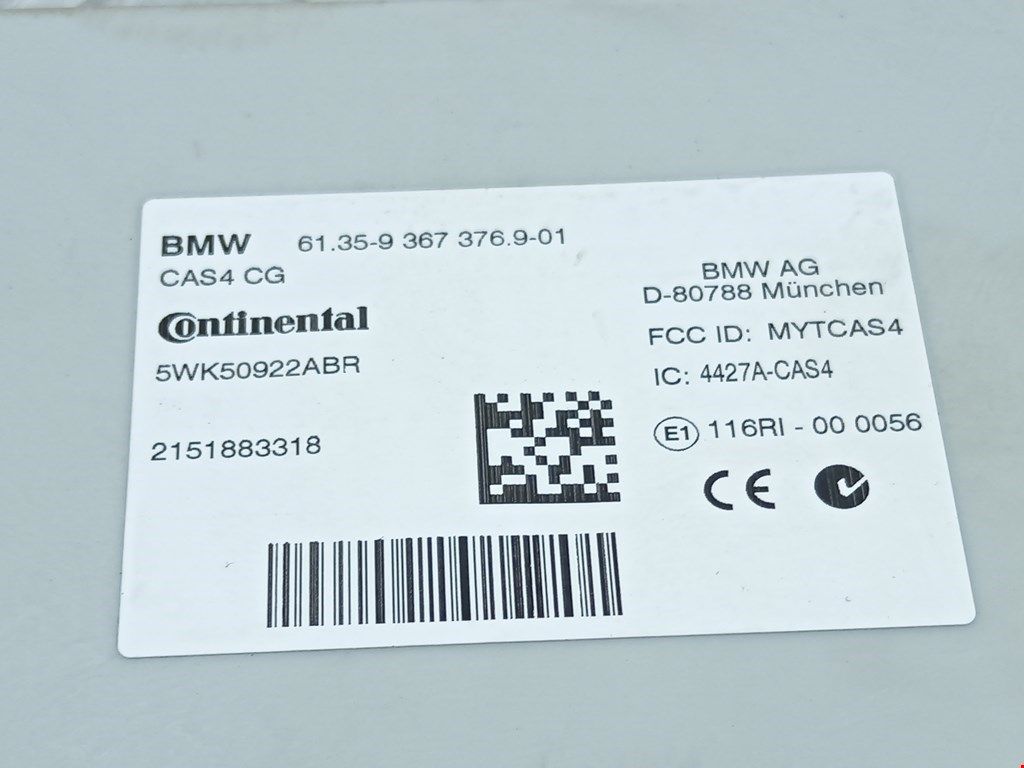 BMW 61.35-9 367 376.9-01
CAS4 CG
Continental
5WK50922ABR
2151883318
BMW AG
D-80788 München
FCC ID: MYTCAS4
IC: 4427A-CAS4
E1 116RI - 00 0056
CE